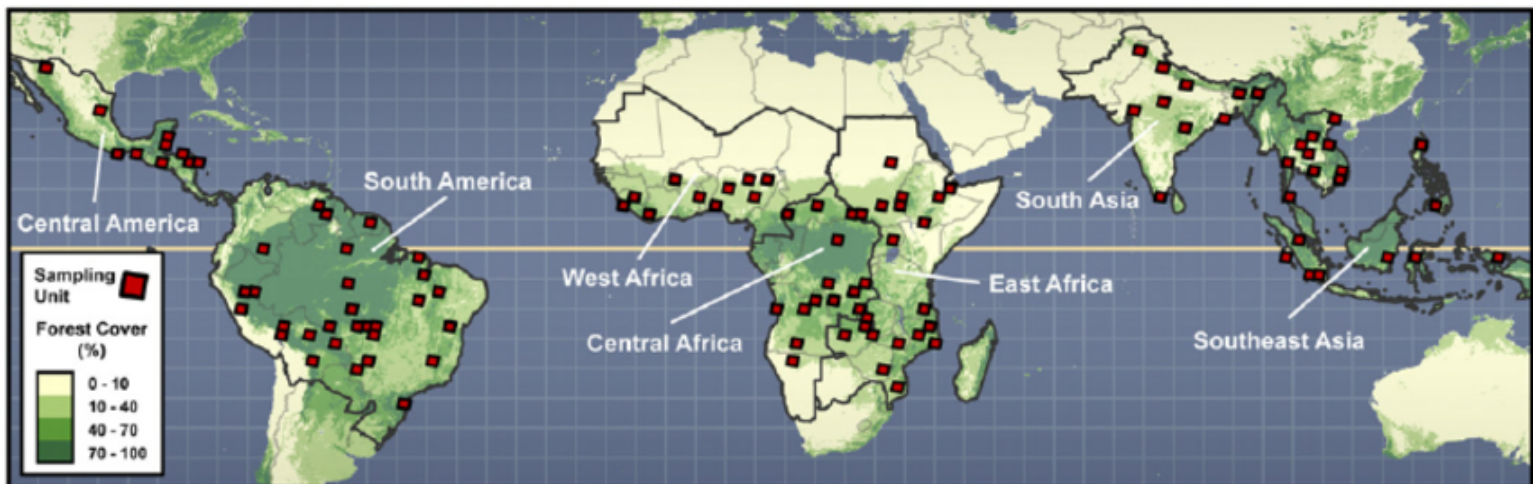 South America
South Asia
Central America
Sampling
Unit
West Africa
East Africa
Forest Cover
(%)
Central Africa
Southeast Asia
0 - 10
10 - 40
40 - 70
70 - 100